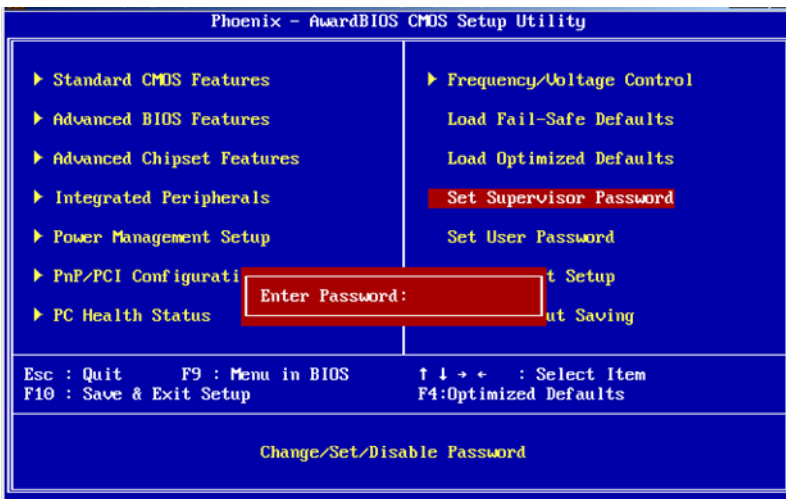 Phoenix - AwardBIOS CMOS Setup Utility
▶ Standard CMOS Features
▶ Advanced BIOS Features
▶ Advanced Chipset Features
▶ Integrated Peripherals
▶ Power Management Setup
▶ PnP/PCI Configurati
▶ PC Health Status
▶ Frequency/Voltage Control
Load Fail-Safe Defaults
Load Optimized Defaults
Set Supervisor Password
Set User Password
t Setup
ut Saving
Enter Password:
Esc : Quit F9 : Menu in BIOS ↑ ↓ → ← : Select Item
F10 : Save & Exit Setup F4:Optimized Defaults
Change/Set/Disable Password